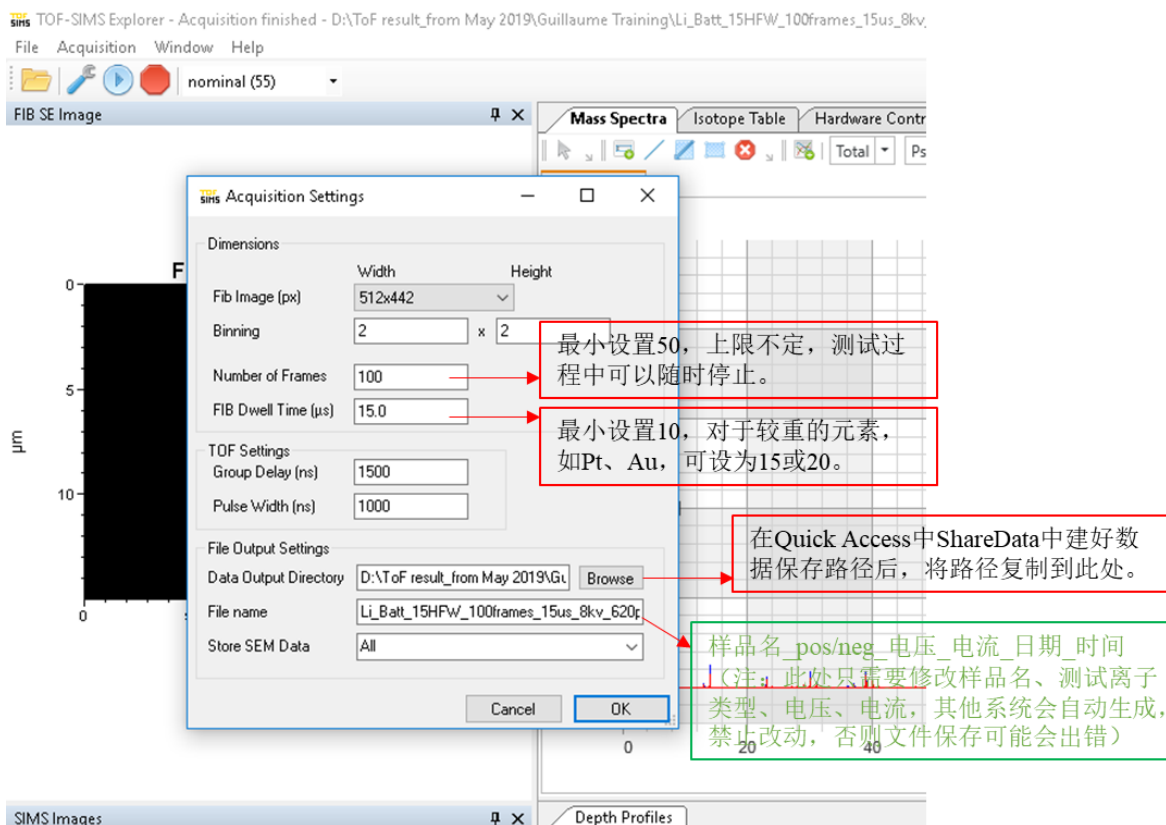 TOF-SIMS Explorer - Acquisition finished - D:\ToF result_from May 2019\Guillaume Training\Li_Batt_15HFW_100frames_15us_8kv_
File Acquisition Window Help
nominal (55)
FIB SE Image
Mass Spectra Isotope Table Hardware Contr
Total Ps
TOF SIMS Acquisition Settings
Dimensions
Width Height
F
Fib Image (px) 512x442
Binning 2 x 2
Number of Frames 100
最小设置50，上限不定，测试过
程中可以随时停止。
FIB Dwell Time (µs) 15.0
最小设置10，对于较重的元素，
如Pt、Au，可设为15或20。
TOF Settings
Group Delay (ns) 1500
Pulse Width (ns) 1000
File Output Settings
Data Output Directory D:\ToF result_from May 2019\Gu Browse
在Quick Access中ShareData中建好数
据保存路径后，将路径复制到此处。
File name Li_Batt_15HFW_100frames_15us_8kv_620p
Store SEM Data All
样品名_pos/neg_电压_电流_日期_时间
（注：此处只需要修改样品名、测试离子
类型、电压、电流，其他系统会自动生成，
禁止改动，否则文件保存可能会出错）
Cancel OK
0
5
10
µm
0
0 20 40
SIMS Images
Depth Profiles